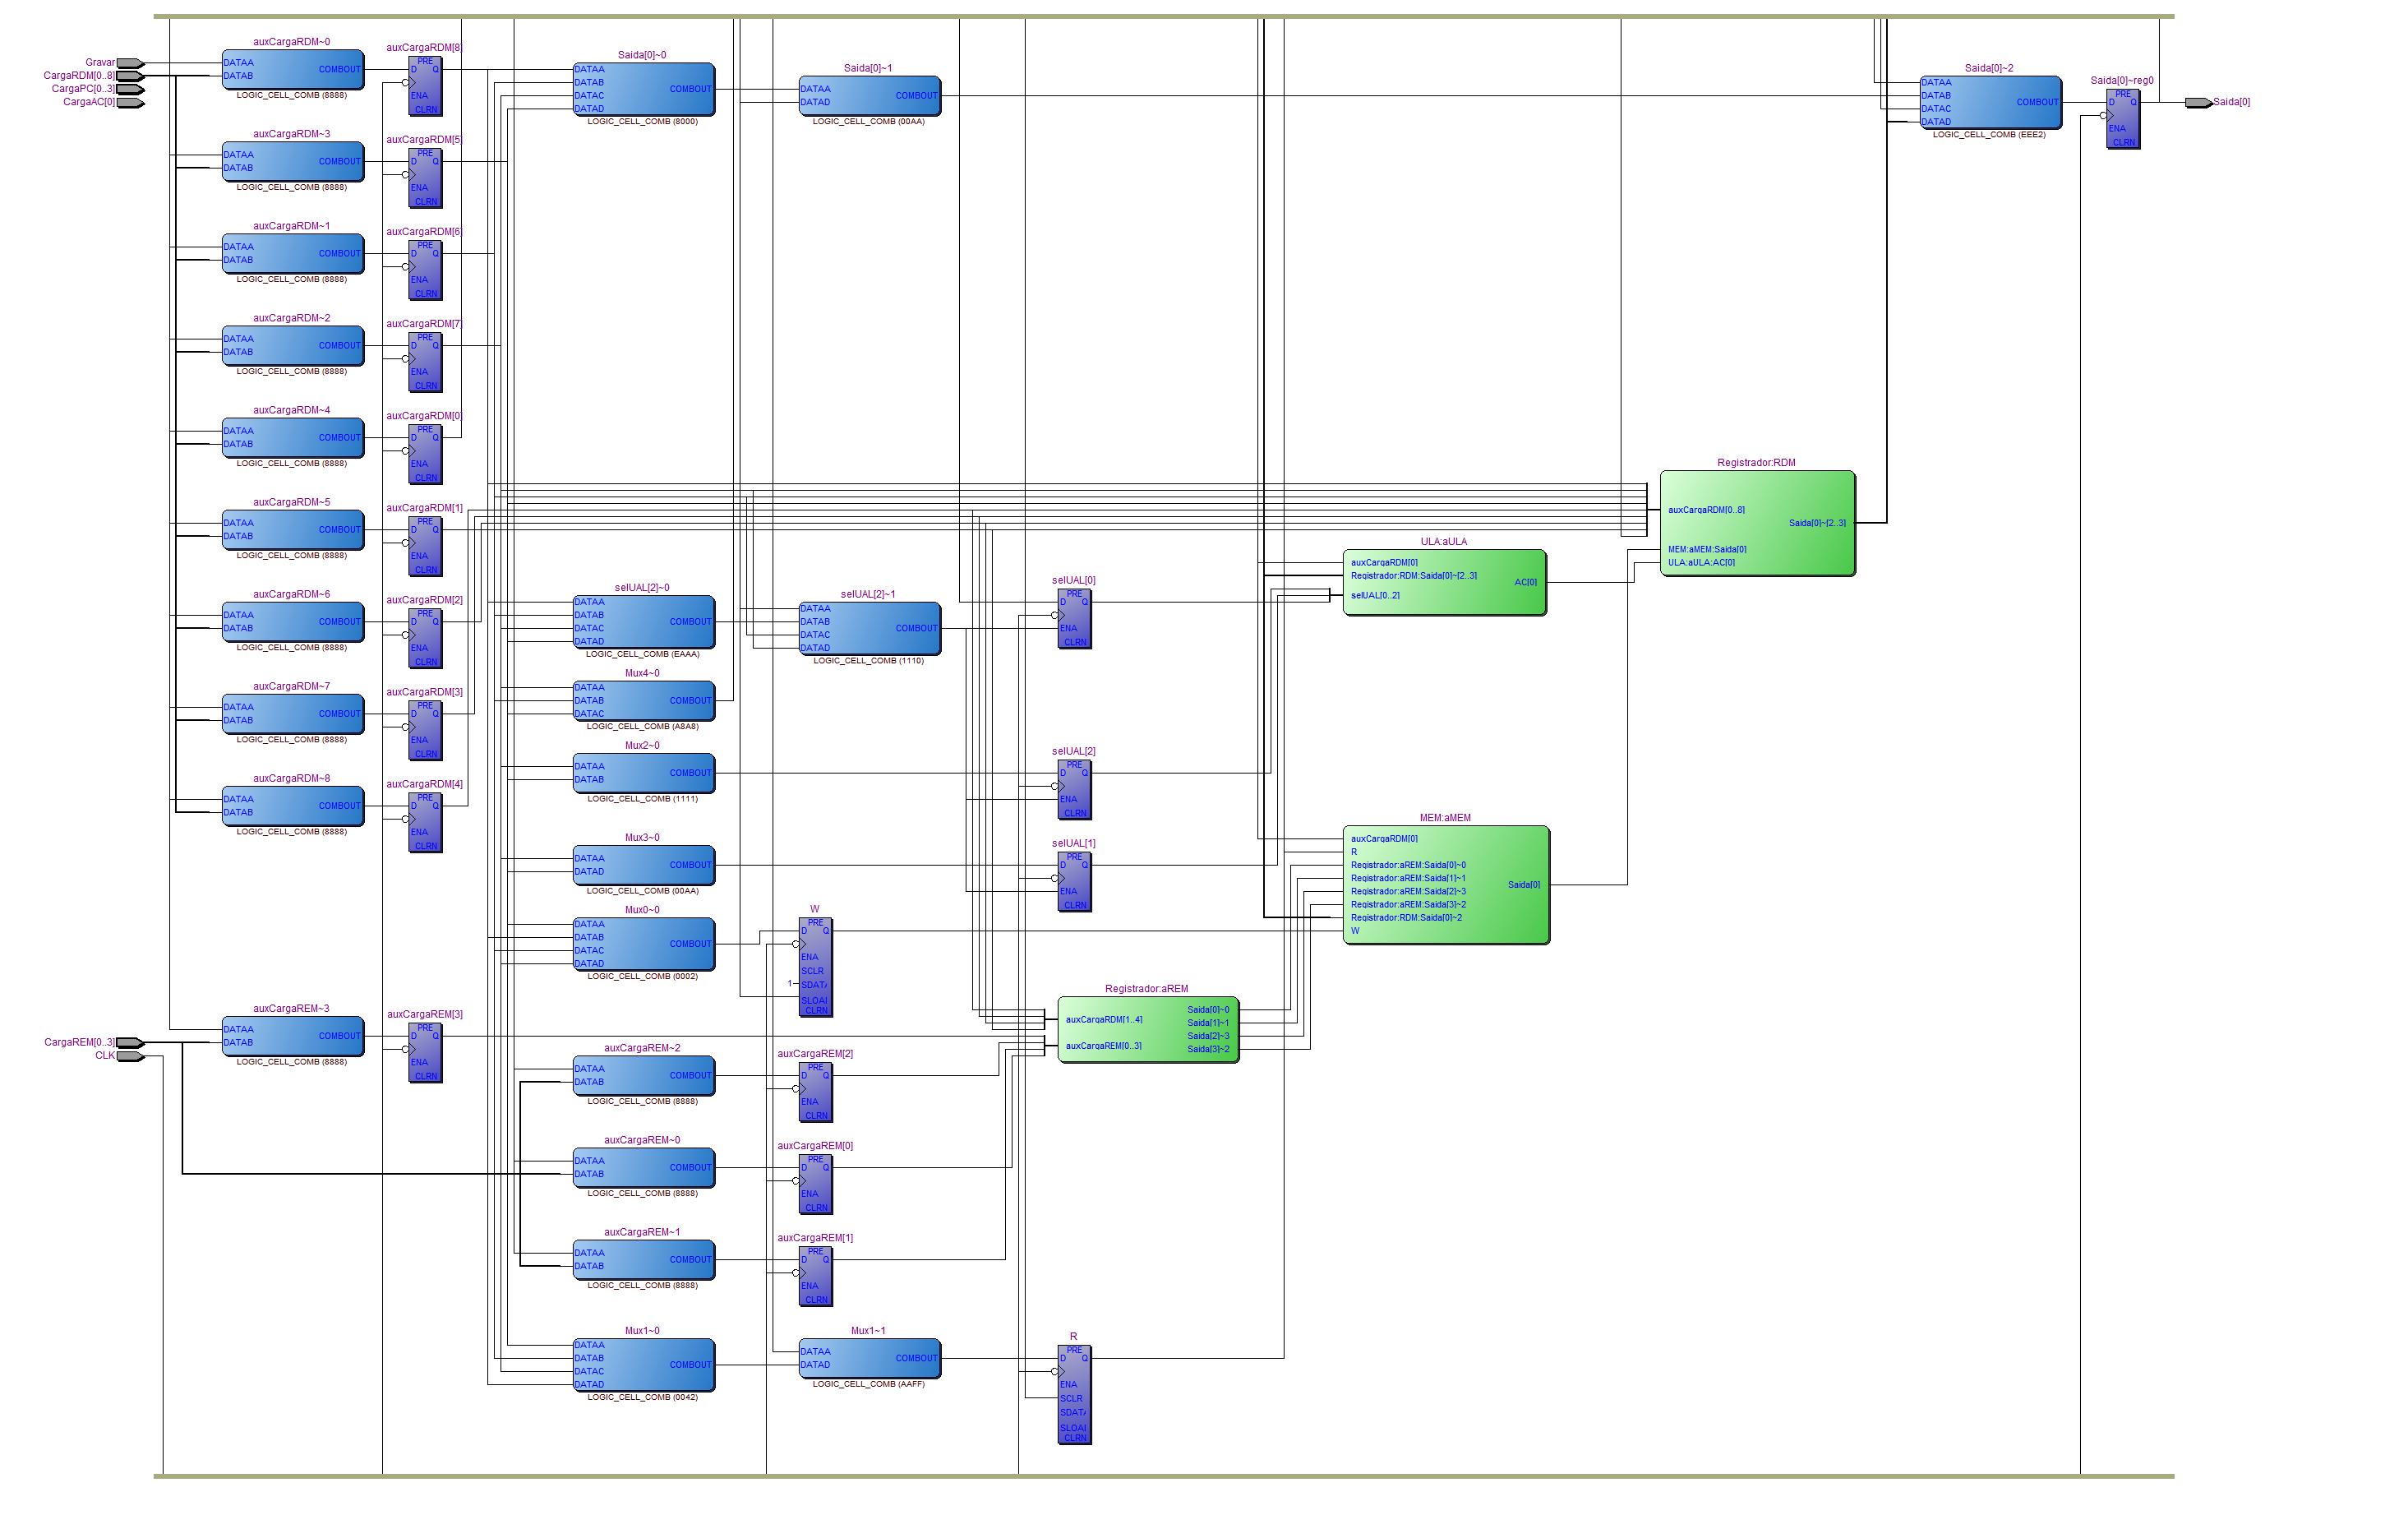 Gravar
CargaRDM[0..8]
CargaPC[0..3]
CargaAC[0]
auxCargaRDM~0
DATAA
DATAB
COMBOUT
LOGIC_CELL_COMB (8888)
auxCargaRDM[8]
PRE
D Q
ENA
CLRN
Saida[0]~0
DATAA
DATAB
DATAC
DATAD
COMBOUT
LOGIC_CELL_COMB (8000)
Saida[0]~1
DATAA
DATAD
COMBOUT
LOGIC_CELL_COMB (00AA)
Saida[0]~2
DATAA
DATAB
DATAC
DATAD
COMBOUT
LOGIC_CELL_COMB (EEE2)
Saida[0]~reg0
PRE
D Q
ENA
CLRN
Saida[0]
auxCargaRDM~3
DATAA
DATAB
COMBOUT
LOGIC_CELL_COMB (8888)
auxCargaRDM[5]
PRE
D Q
ENA
CLRN
auxCargaRDM~1
DATAA
DATAB
COMBOUT
LOGIC_CELL_COMB (8888)
auxCargaRDM[6]
PRE
D Q
ENA
CLRN
auxCargaRDM~2
DATAA
DATAB
COMBOUT
LOGIC_CELL_COMB (8888)
auxCargaRDM[7]
PRE
D Q
ENA
CLRN
auxCargaRDM~4
DATAA
DATAB
COMBOUT
LOGIC_CELL_COMB (8888)
auxCargaRDM[0]
PRE
D Q
ENA
CLRN
auxCargaRDM~5
DATAA
DATAB
COMBOUT
LOGIC_CELL_COMB (8888)
auxCargaRDM[1]
PRE
D Q
ENA
CLRN
Registrador:RDM
auxCargaRDM[0..8]
Saida[0]~[2..3]
MEM:aMEM:Saida[0]
ULA:aULA:AC[0]
ULA:aULA
auxCargaRDM[0]
Registrador:RDM:Saida[0]~[2..3]
selUAL[0..2]
AC[0]
auxCargaRDM~6
DATAA
DATAB
COMBOUT
LOGIC_CELL_COMB (8888)
auxCargaRDM[2]
PRE
D Q
ENA
CLRN
selUAL[2]~0
DATAA
DATAB
DATAC
DATAD
COMBOUT
LOGIC_CELL_COMB (EAAA)
selUAL[2]~1
DATAA
DATAB
DATAC
DATAD
COMBOUT
LOGIC_CELL_COMB (1110)
selUAL[0]
PRE
D Q
ENA
CLRN
auxCargaRDM~7
DATAA
DATAB
COMBOUT
LOGIC_CELL_COMB (8888)
auxCargaRDM[3]
PRE
D Q
ENA
CLRN
Mux4~0
DATAA
DATAB
DATAC
COMBOUT
LOGIC_CELL_COMB (A8A8)
Mux2~0
DATAA
DATAB
COMBOUT
LOGIC_CELL_COMB (1111)
selUAL[2]
PRE
D Q
ENA
CLRN
auxCargaRDM~8
DATAA
DATAB
COMBOUT
LOGIC_CELL_COMB (8888)
auxCargaRDM[4]
PRE
D Q
ENA
CLRN
Mux3~0
DATAA
DATAD
COMBOUT
LOGIC_CELL_COMB (00AA)
selUAL[1]
PRE
D Q
ENA
CLRN
MEM:aMEM
auxCargaRDM[0]
R
Registrador:aREM:Saida[0]~0
Registrador:aREM:Saida[1]~1
Registrador:aREM:Saida[2]~3
Registrador:aREM:Saida[3]~2
Registrador:RDM:Saida[0]~2
W
Saida[0]
Mux0~0
DATAA
DATAB
DATAC
DATAD
COMBOUT
LOGIC_CELL_COMB (0002)
W
PRE
D Q
ENA
SCLR
1
SDATA
SLOAD
CLRN
Registrador:aREM
auxCargaRDM[1..4]
auxCargaREM[0..3]
Saida[0]~0
Saida[1]~1
Saida[2]~3
Saida[3]~2
CargaREM[0..3]
CLK
auxCargaREM~3
DATAA
DATAB
COMBOUT
LOGIC_CELL_COMB (8888)
auxCargaREM[3]
PRE
D Q
ENA
CLRN
auxCargaREM~2
DATAA
DATAB
COMBOUT
LOGIC_CELL_COMB (8888)
auxCargaREM[2]
PRE
D Q
ENA
CLRN
auxCargaREM~0
DATAA
DATAB
COMBOUT
LOGIC_CELL_COMB (8888)
auxCargaREM[0]
PRE
D Q
ENA
CLRN
auxCargaREM~1
DATAA
DATAB
COMBOUT
LOGIC_CELL_COMB (8888)
auxCargaREM[1]
PRE
D Q
ENA
CLRN
Mux1~0
DATAA
DATAB
DATAC
DATAD
COMBOUT
LOGIC_CELL_COMB (0042)
Mux1~1
DATAA
DATAD
COMBOUT
LOGIC_CELL_COMB (AAFF)
R
PRE
D Q
ENA
SCLR
SDATA
SLOAD
CLRN